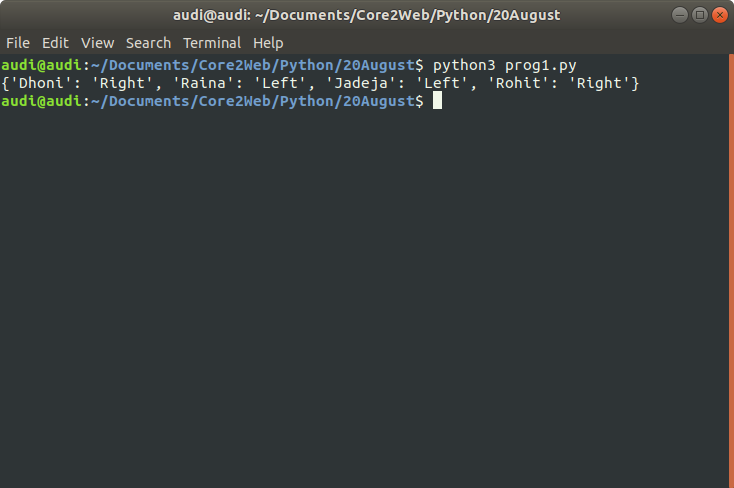 audi@audi: ~/Documents/Core2Web/Python/20August
File Edit View Search Terminal Help
audi@audi:~/Documents/Core2Web/Python/20August$ python3 prog1.py
{'Dhoni': 'Right', 'Raina': 'Left', 'Jadeja': 'Left', 'Rohit': 'Right'}
audi@audi:~/Documents/Core2Web/Python/20August$